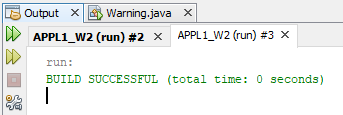 Output Warning.java
APPL1_W2 (run) #2 APPL1_W2 (run) #3
run:
BUILD SUCCESSFUL (total time: 0 seconds)